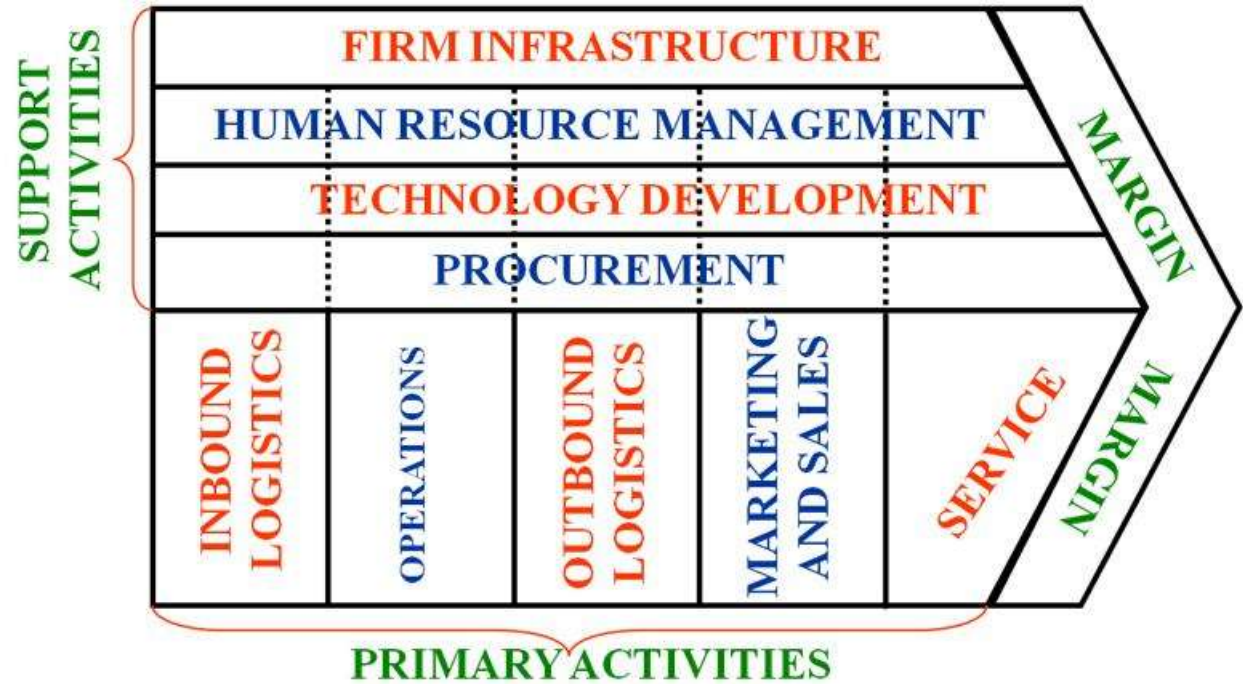 SUPPORT
ACTIVITIES
FIRM INFRASTRUCTURE
HUMAN RESOURCE MANAGEMENT
TECHNOLOGY DEVELOPMENT
PROCUREMENT
MARGIN
INBOUND
LOGISTICS
OPERATIONS
OUTBOUND
LOGISTICS
MARKETING
AND SALES
SERVICE
MARGIN
PRIMARY ACTIVITIES